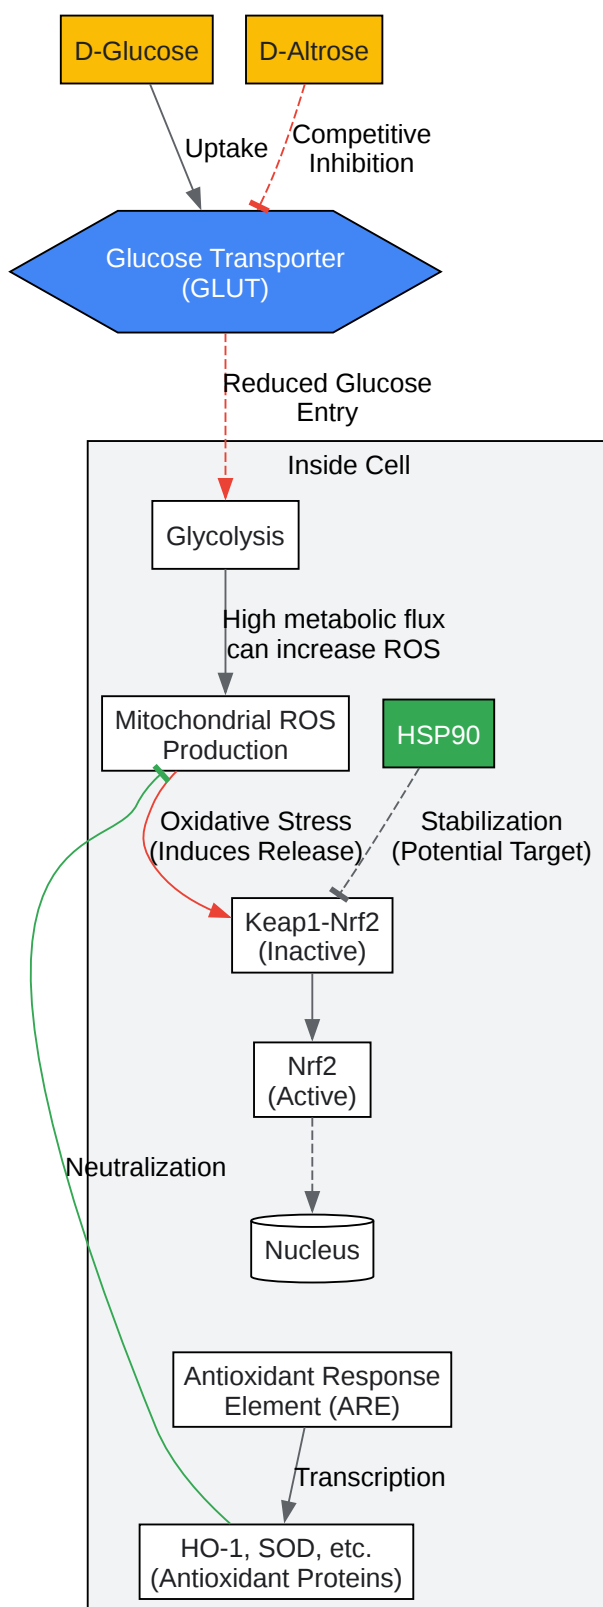 D-Glucose
D-Altrose
Uptake
Competitive
Inhibition
Glucose Transporter
(GLUT)
Reduced Glucose
Entry
Inside Cell
Glycolysis
High metabolic flux
can increase ROS
Mitochondrial ROS
Production
HSP90
Oxidative Stress
(Induces Release)
Stabilization
(Potential Target)
Keap1-Nrf2
(Inactive)
Nrf2
(Active)
Neutralization
Nucleus
Antioxidant Response
Element (ARE)
Transcription
HO-1, SOD, etc.
(Antioxidant Proteins)